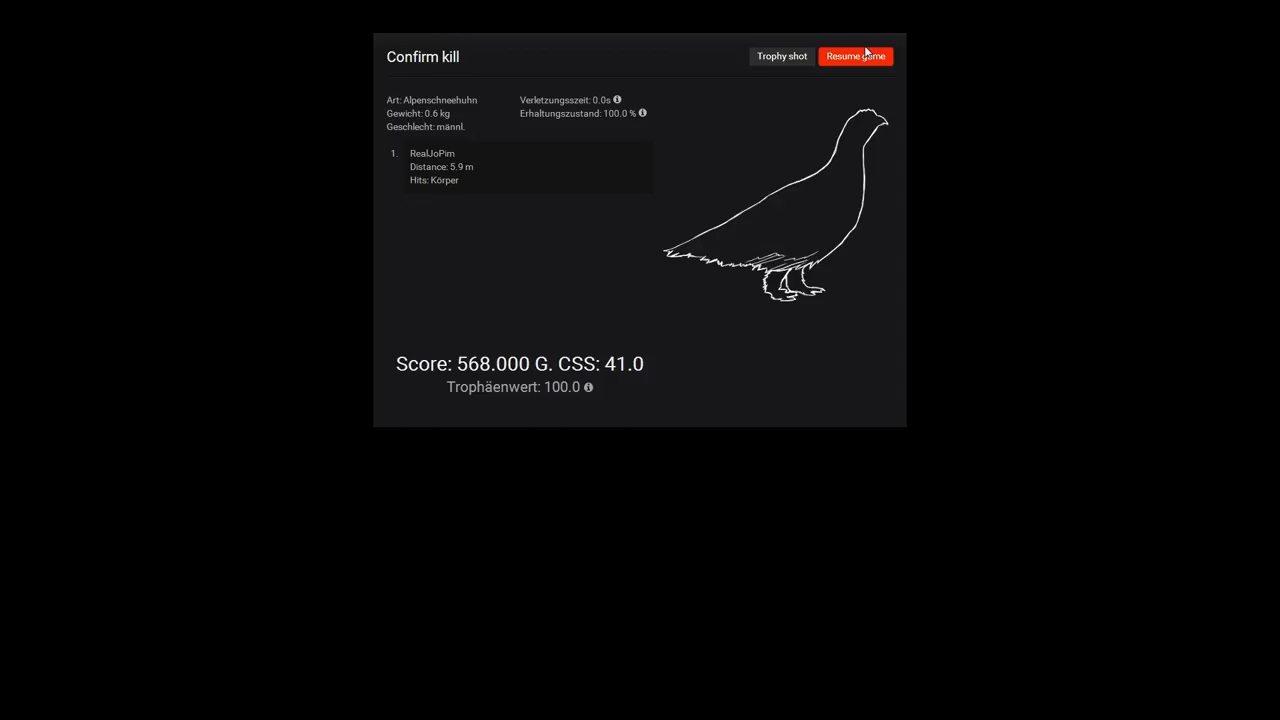 Confirm kill
Trophy shot
Resume game
Art: Alpenschneehuhn
Gewicht: 0.6 kg
Geschlecht: männl.
Verletzungsszeit: 0.0s
Erhaltungszustand: 100.0 %
1. RealJoPim
Distance: 5.9 m
Hits: Körper
Score: 568.000 G. CSS: 41.0
Trophäenwert: 100.0